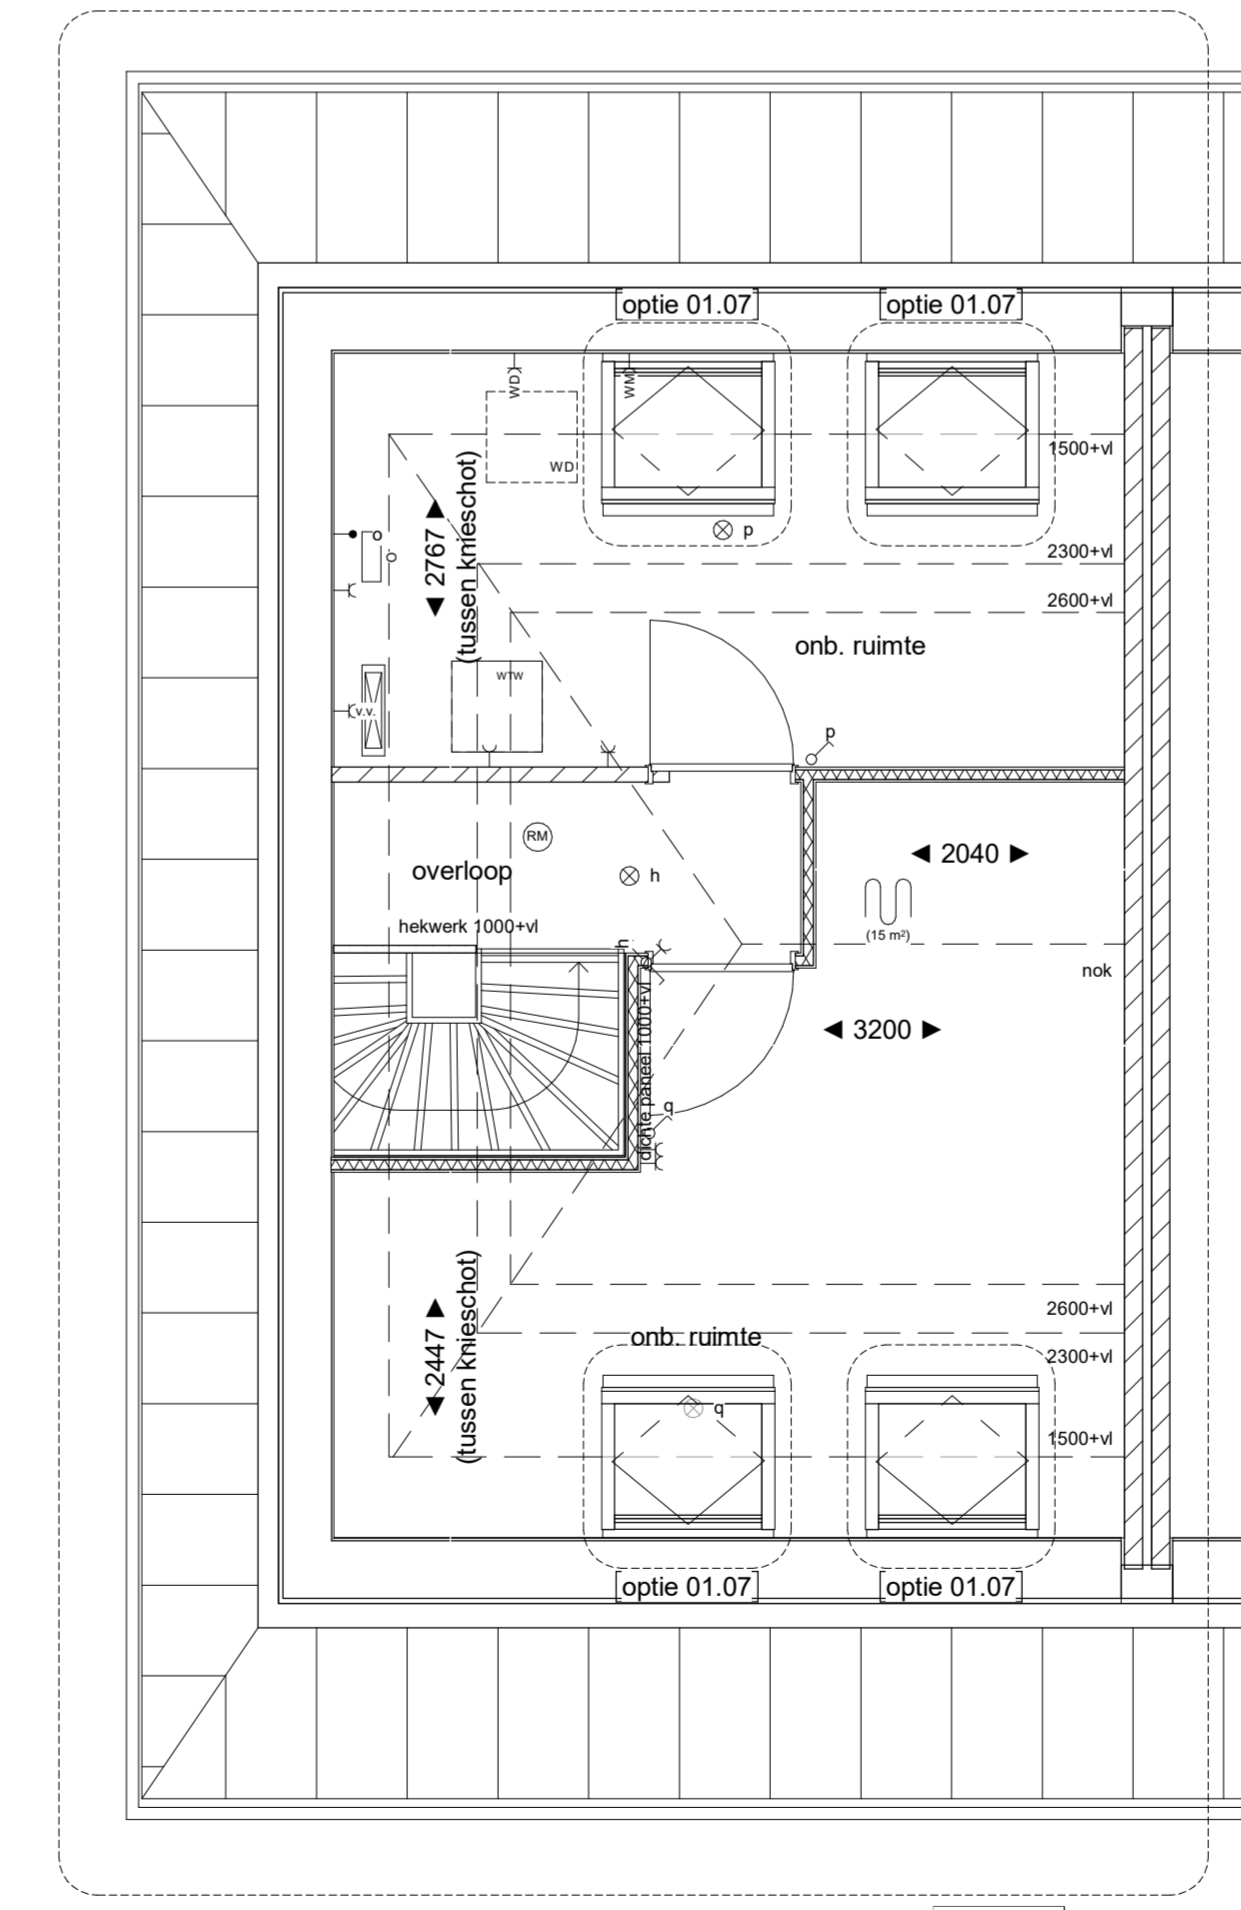 optie 01.07
optie 01.07
WD
WM
WD
1500+vl
2767
(tussen knieschot)
p
2300+vl
2600+vl
onb. ruimte
WTW
v.v.
p
RM
2040
overloop
h
hekwerk 1000+vl
(15 m²)
h
nok
dichte paneel 1000+vl
3200
q
2600+vl
2447
(tussen knieschot)
onb. ruimte
2300+vl
q
1500+vl
optie 01.07
optie 01.07